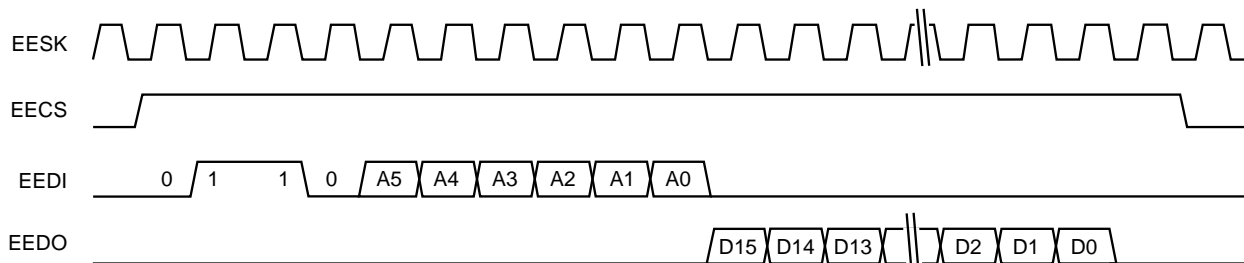 EESK
EECS
EEDI 0 1 1 0 A5 A4 A3 A2 A1 A0
EEDO D15 D14 D13 D2 D1 D0